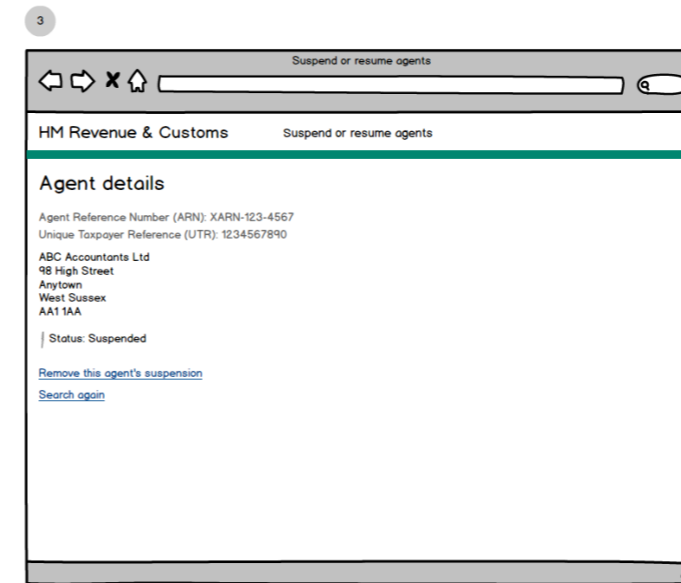 3
Suspend or resume agents
HM Revenue & Customs Suspend or resume agents
Agent details
Agent Reference Number (ARN): XARN-123-4567
Unique Taxpayer Reference (UTR): 1234567890
ABC Accountants Ltd
98 High Street
Anytown
West Sussex
AA1 1AA
Status: Suspended
Remove this agent's suspension
Search again